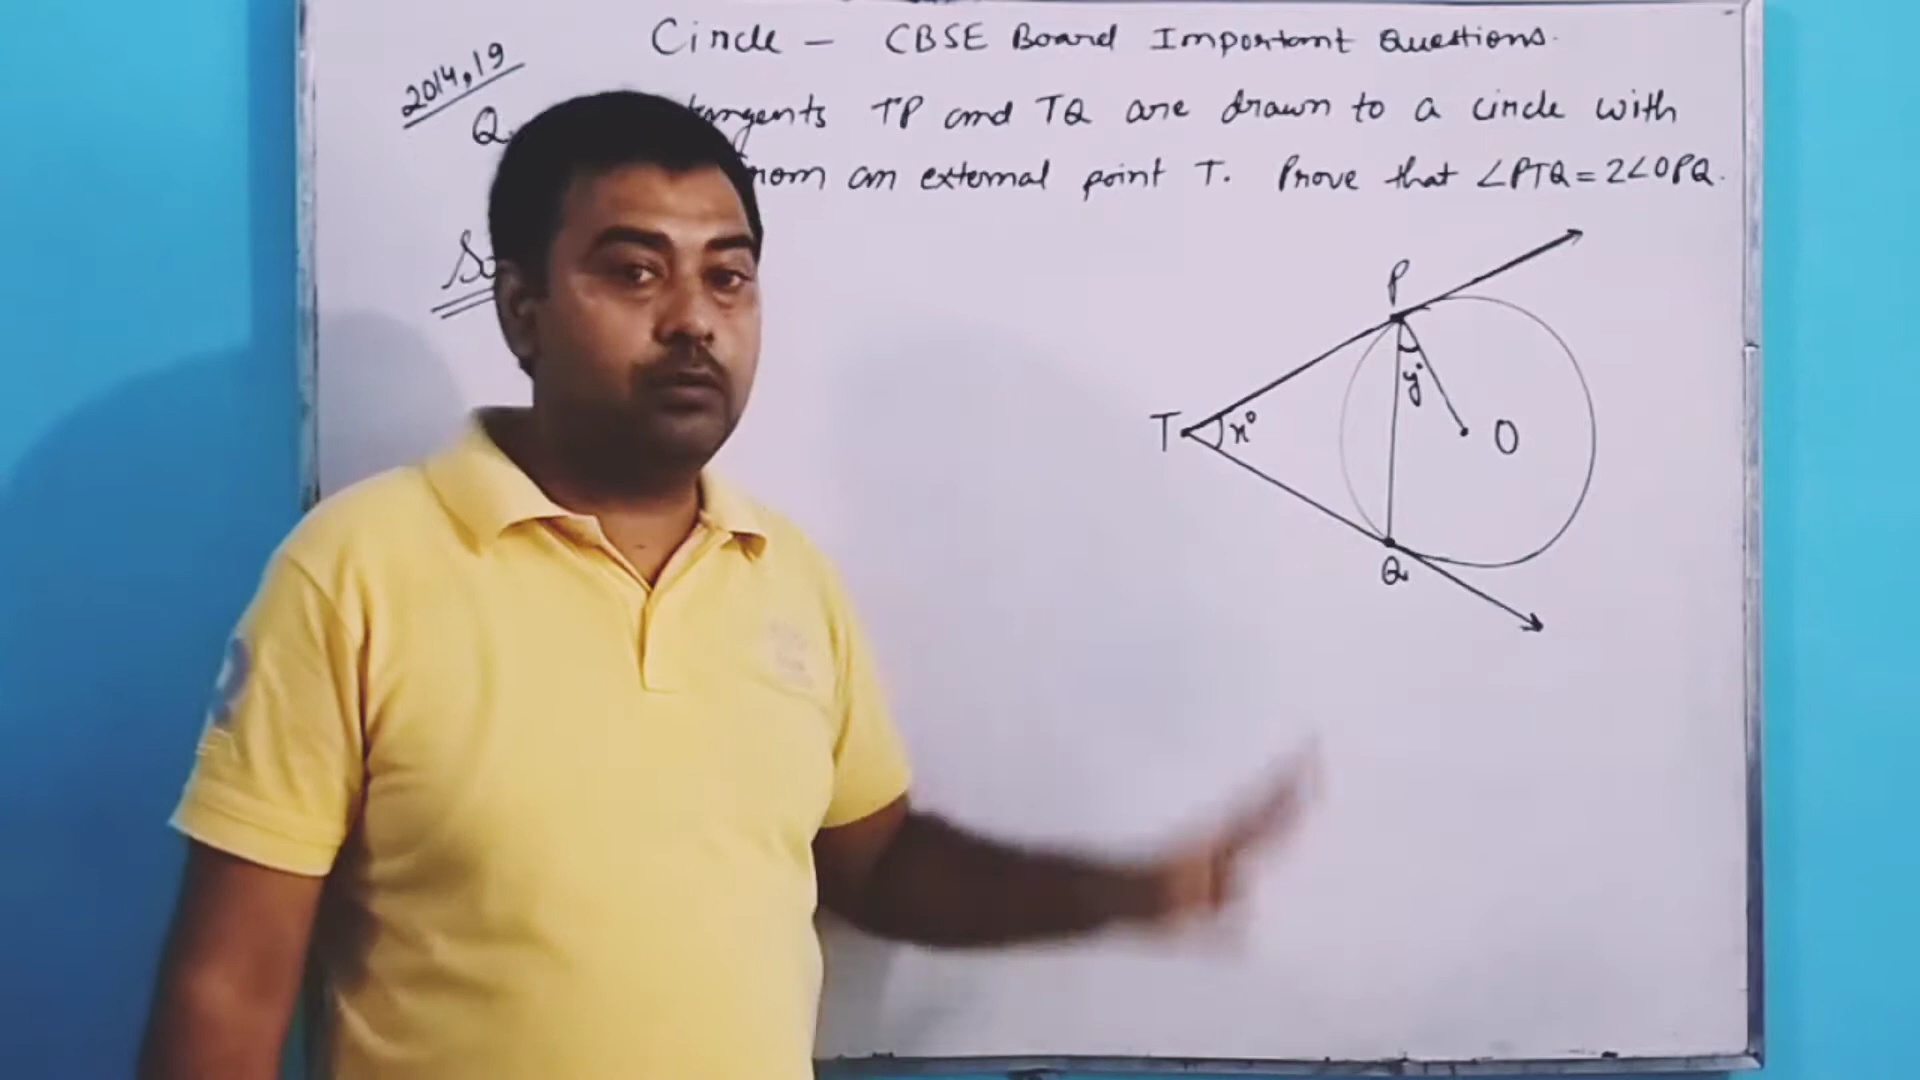 Circle - CBSE Board Important Questions.
2014,19
Q. tangents TP and TQ are drawn to a circle with
from an external point T. Prove that ∠PTQ = 2∠OPQ.
P
y°
T x° O
Q